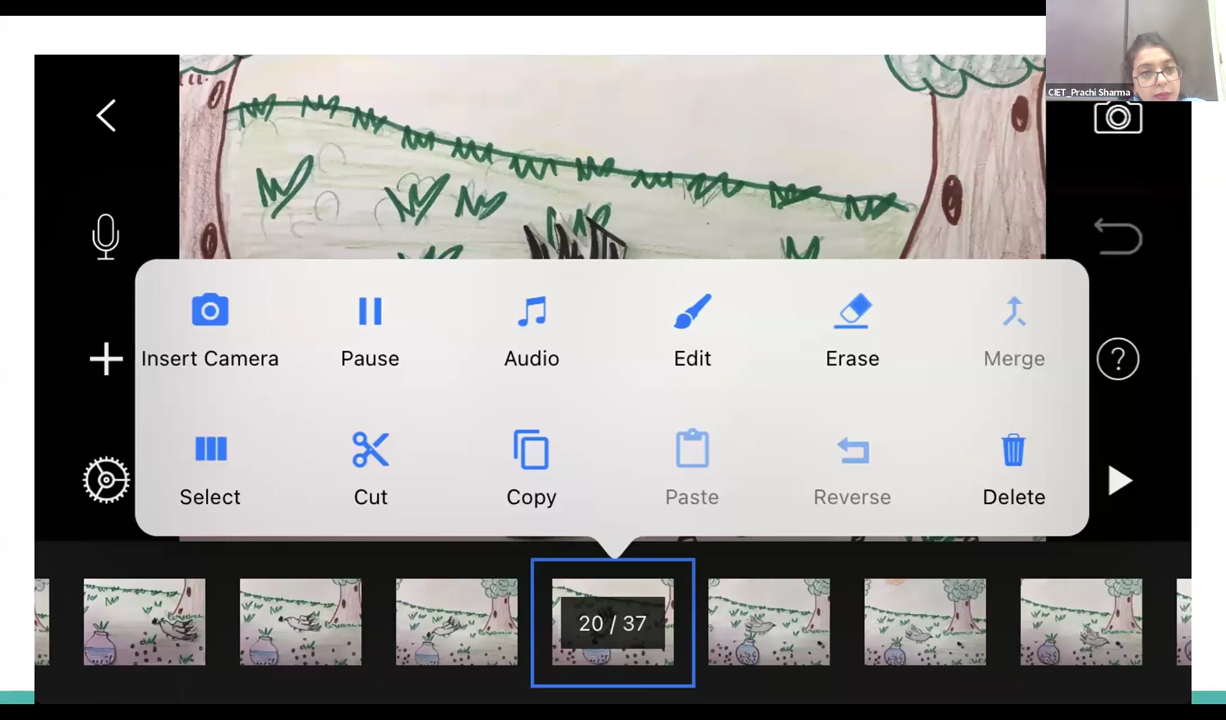 CIET_Prachi Sharma
Insert Camera
Pause
Audio
Edit
Erase
Merge
Select
Cut
Copy
Paste
Reverse
Delete
?
20 / 37